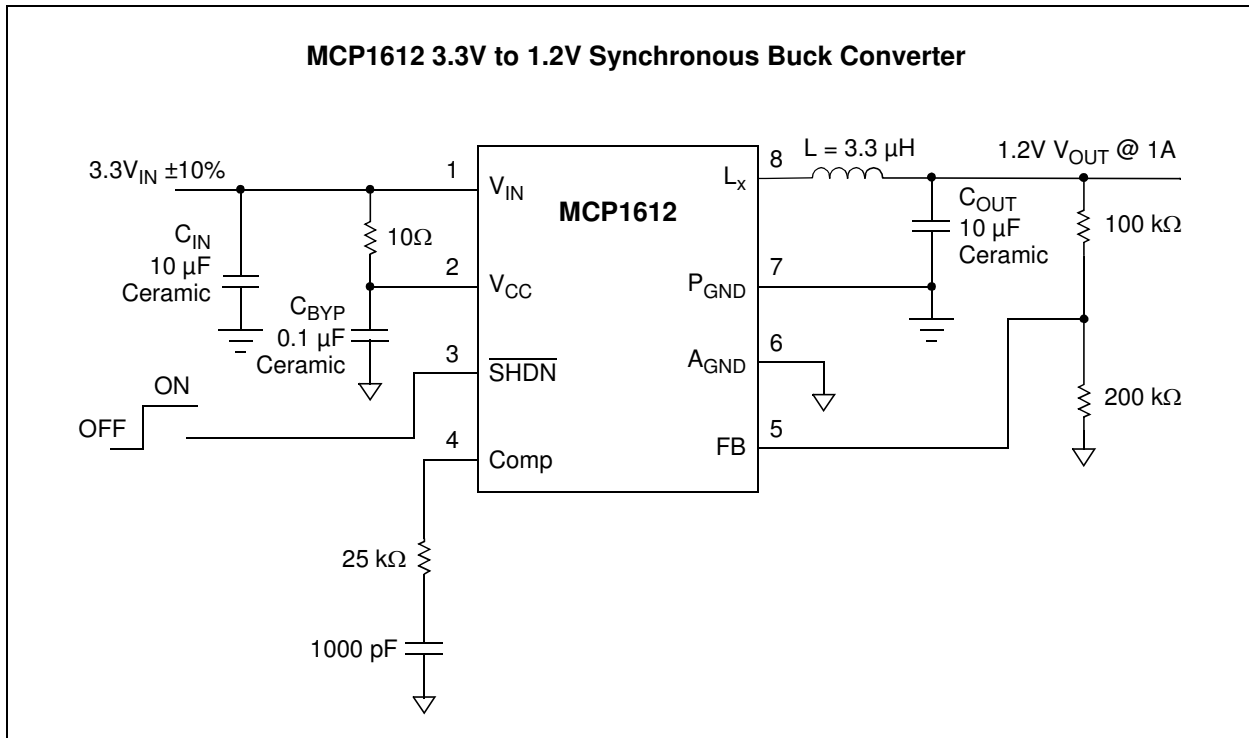 MCP1612 3.3V to 1.2V Synchronous Buck Converter
3.3VIN ±10%
CIN
10 µF
Ceramic
10Ω
CBYP
0.1 µF
Ceramic
OFF
ON
25 kΩ
1000 pF
1
2
3
4
VIN
VCC
SHDN
Comp
MCP1612
Lx
PGND
AGND
FB
8
7
6
5
L = 3.3 µH
1.2V VOUT @ 1A
COUT
10 µF
Ceramic
100 kΩ
200 kΩ